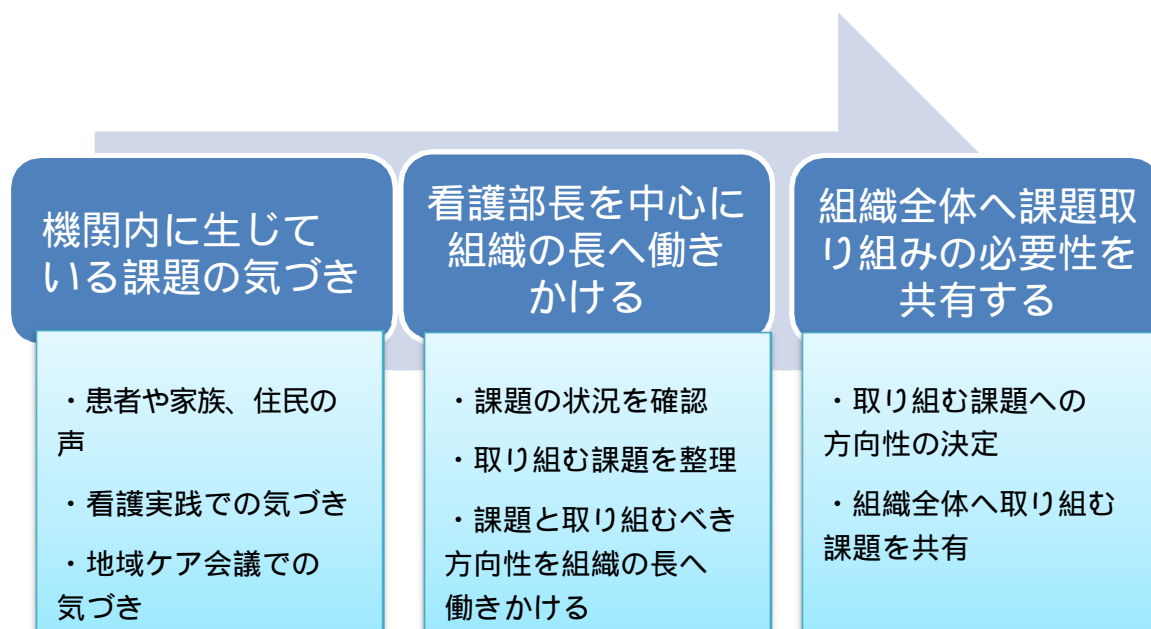 機関内に生じて
いる課題の気づき
・患者や家族、住民の
声
・看護実践での気づき
・地域ケア会議での
気づき
看護部長を中心に
組織の長へ働き
かける
・課題の状況を確認
・取り組む課題を整理
・課題と取り組むべき
方向性を組織の長へ
働きかける
組織全体へ課題取
り組みの必要性を
共有する
・取り組む課題への
方向性の決定
・組織全体へ取り組む
課題を共有